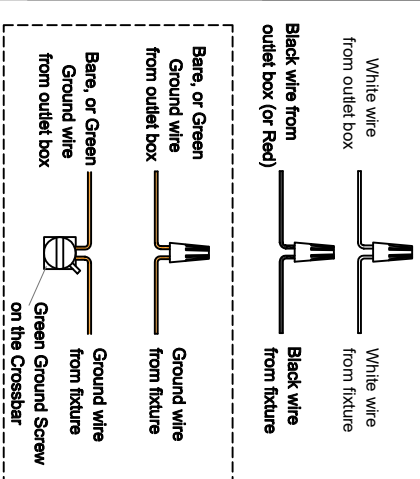 White wire
from outlet box
White wire
from fixture
Black wire from
outlet box (or Red)
Black wire
from fixture
Bare, or Green
Ground wire
from outlet box
Ground wire
from fixture
Bare, or Green
Ground wire
from outlet box
Ground wire
from fixture
Green Ground Screw
on the Crossbar